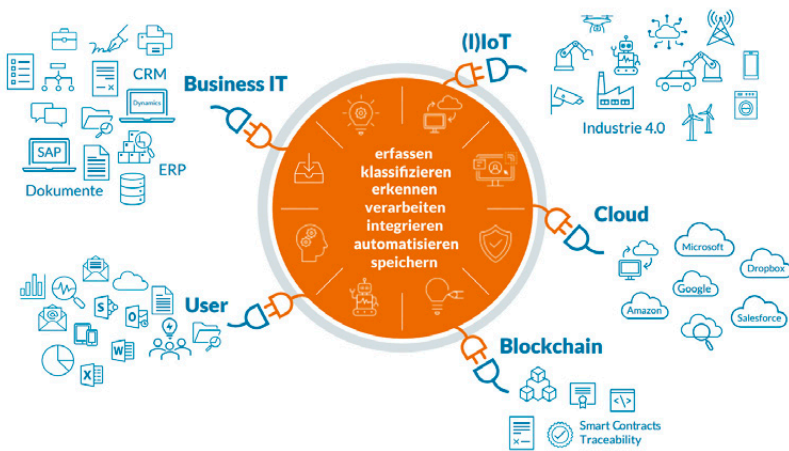 (I)IoT
Industrie 4.0
Business IT
CRM
Dynamics
SAP
ERP
Dokumente
erfassen
klassifizieren
erkennen
verarbeiten
integrieren
automatisieren
speichern
Cloud
Microsoft
Dropbox
Google
Amazon
Salesforce
User
S
O
W
X
Blockchain
</>
Smart Contracts
Traceability